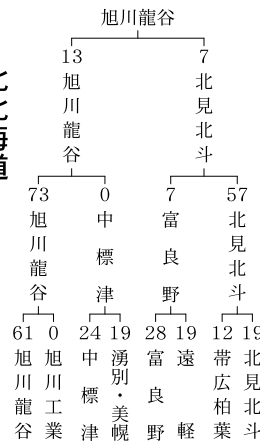 旭川龍谷
13 7
旭川龍谷
北見北斗
73 0 7 57
旭川龍谷
中標津
富良野
北見北斗
61 0 24 19 28 19 12 19
旭川龍谷
旭川工業
中標津
湧別・美幌
富良野
遠軽
帯広柏葉
北見北斗
北北海道